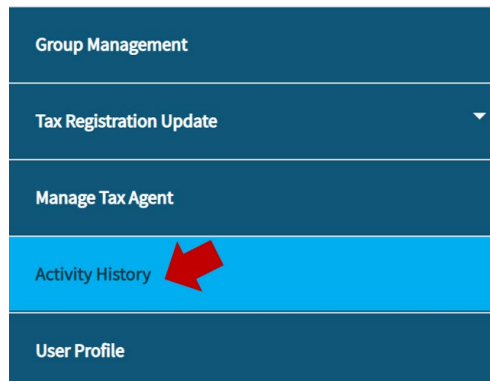 Group Management
Tax Registration Update
Manage Tax Agent
Activity History
User Profile